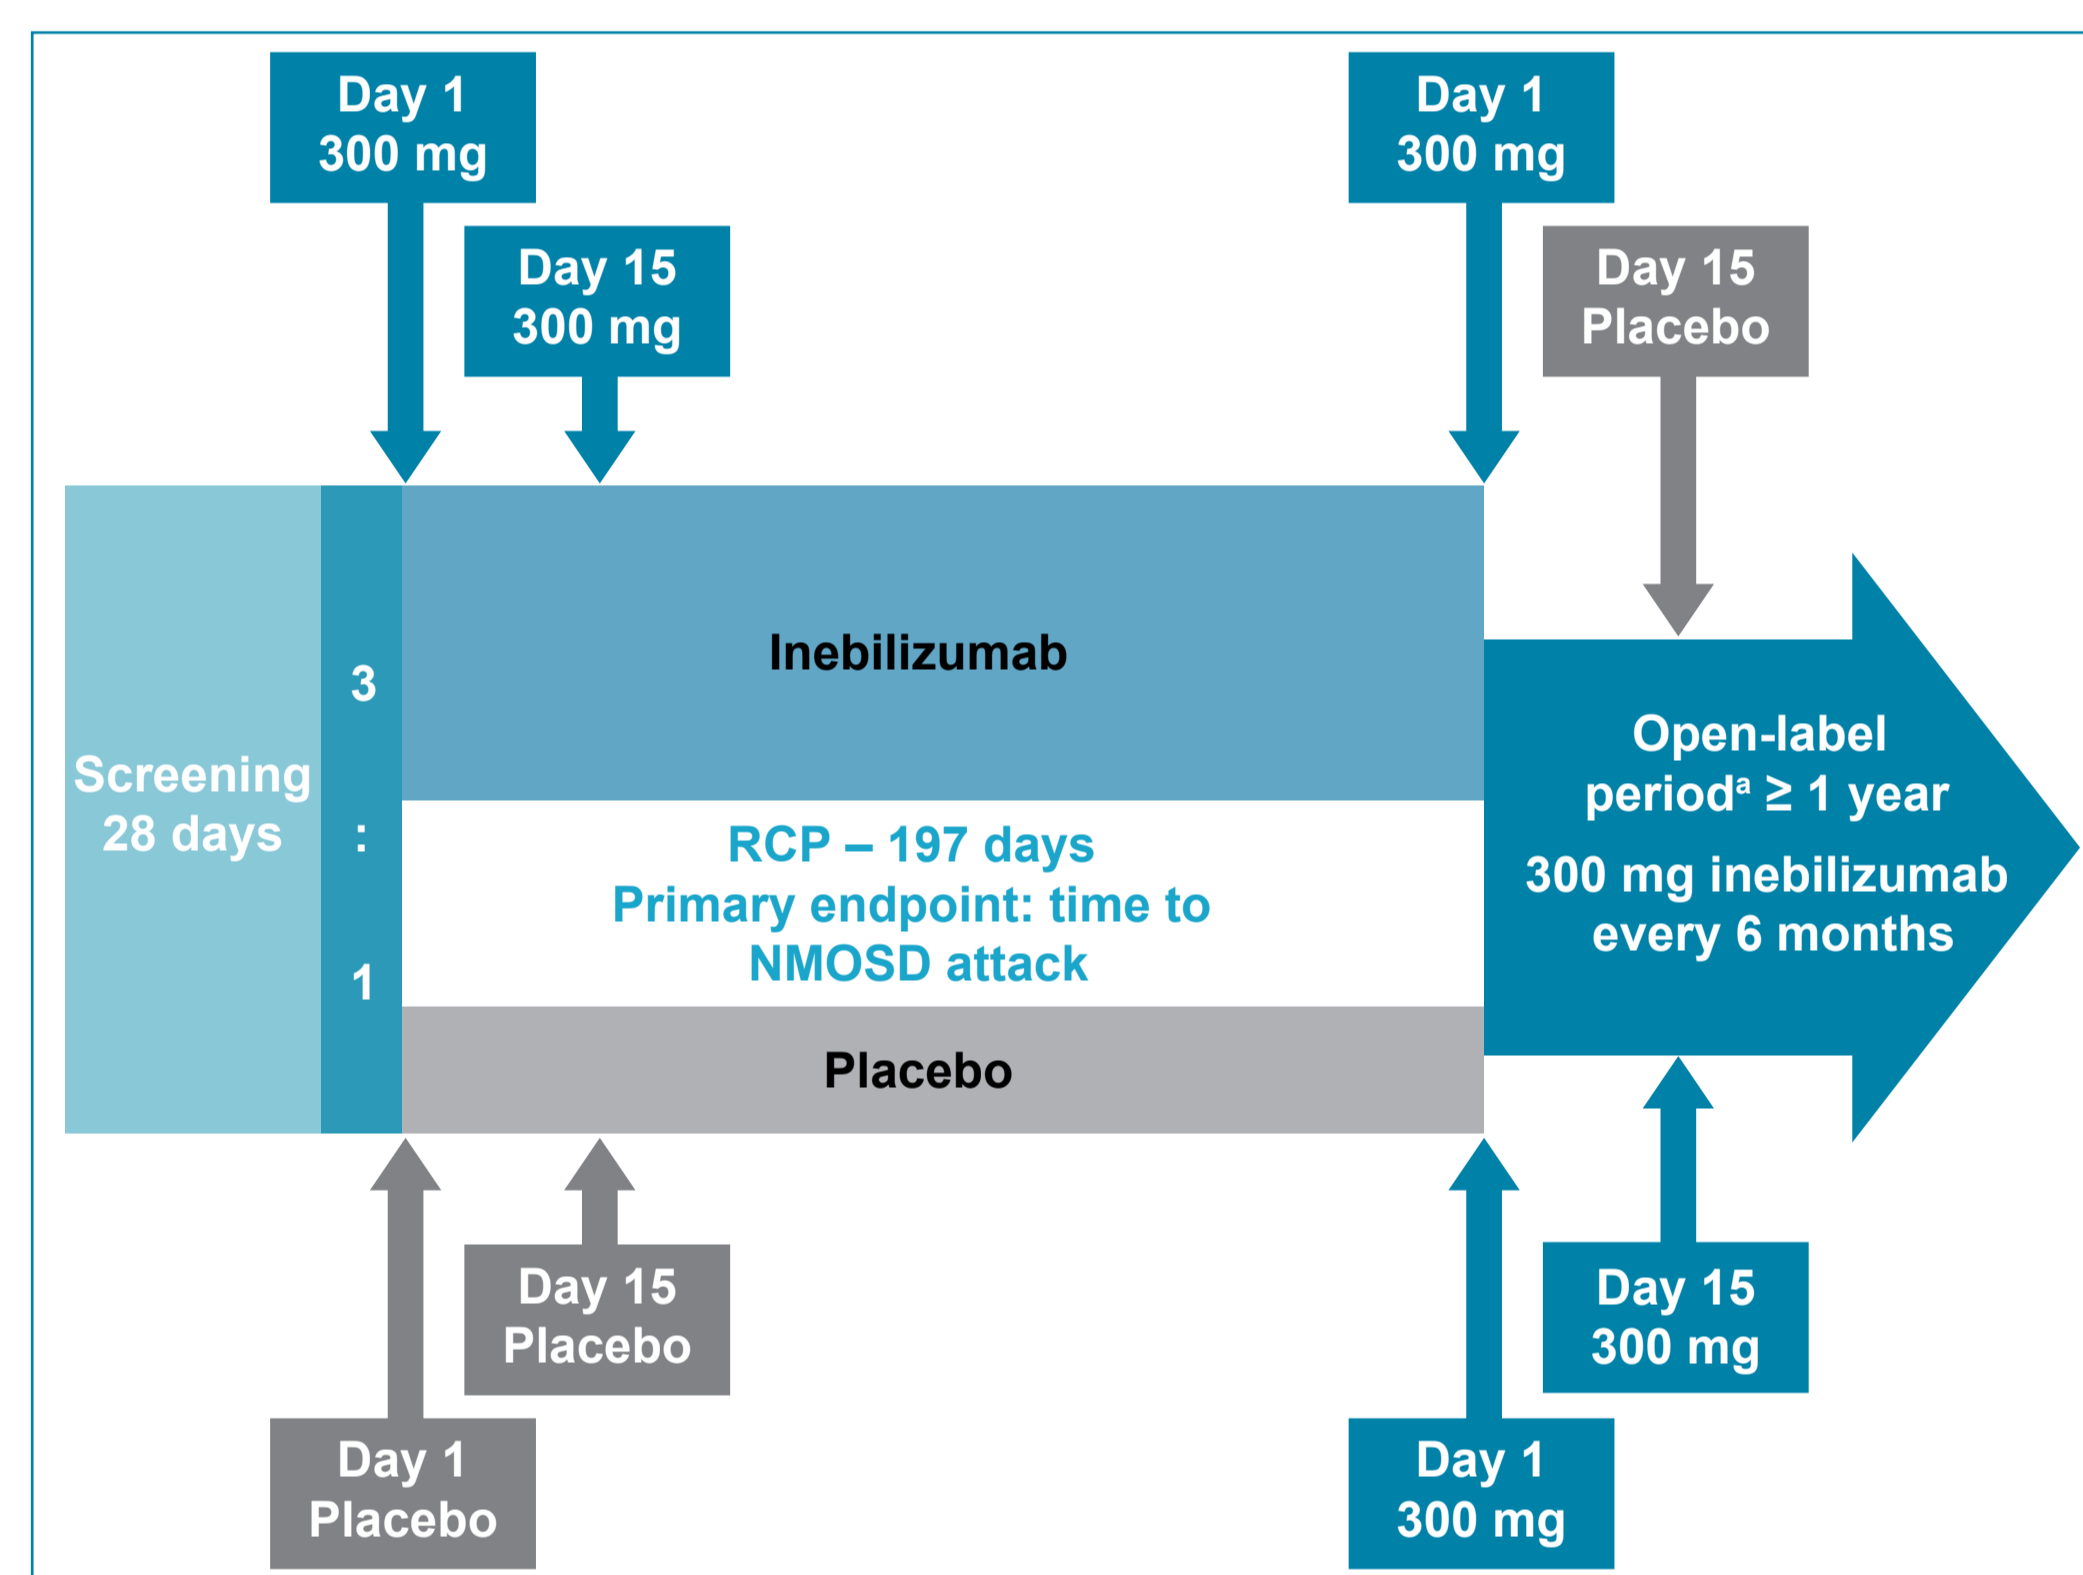 Day 1
300 mg
Day 1
300 mg
Day 15
300 mg
Day 15
Placebo
Screening
28 days
3
:
1
Inebilizumab
RCP – 197 days
Primary endpoint: time to
NMOSD attack
Placebo
Open-label
periodᵃ ≥ 1 year
300 mg inebilizumab
every 6 months
Day 15
Placebo
Day 15
300 mg
Day 1
Placebo
Day 1
300 mg